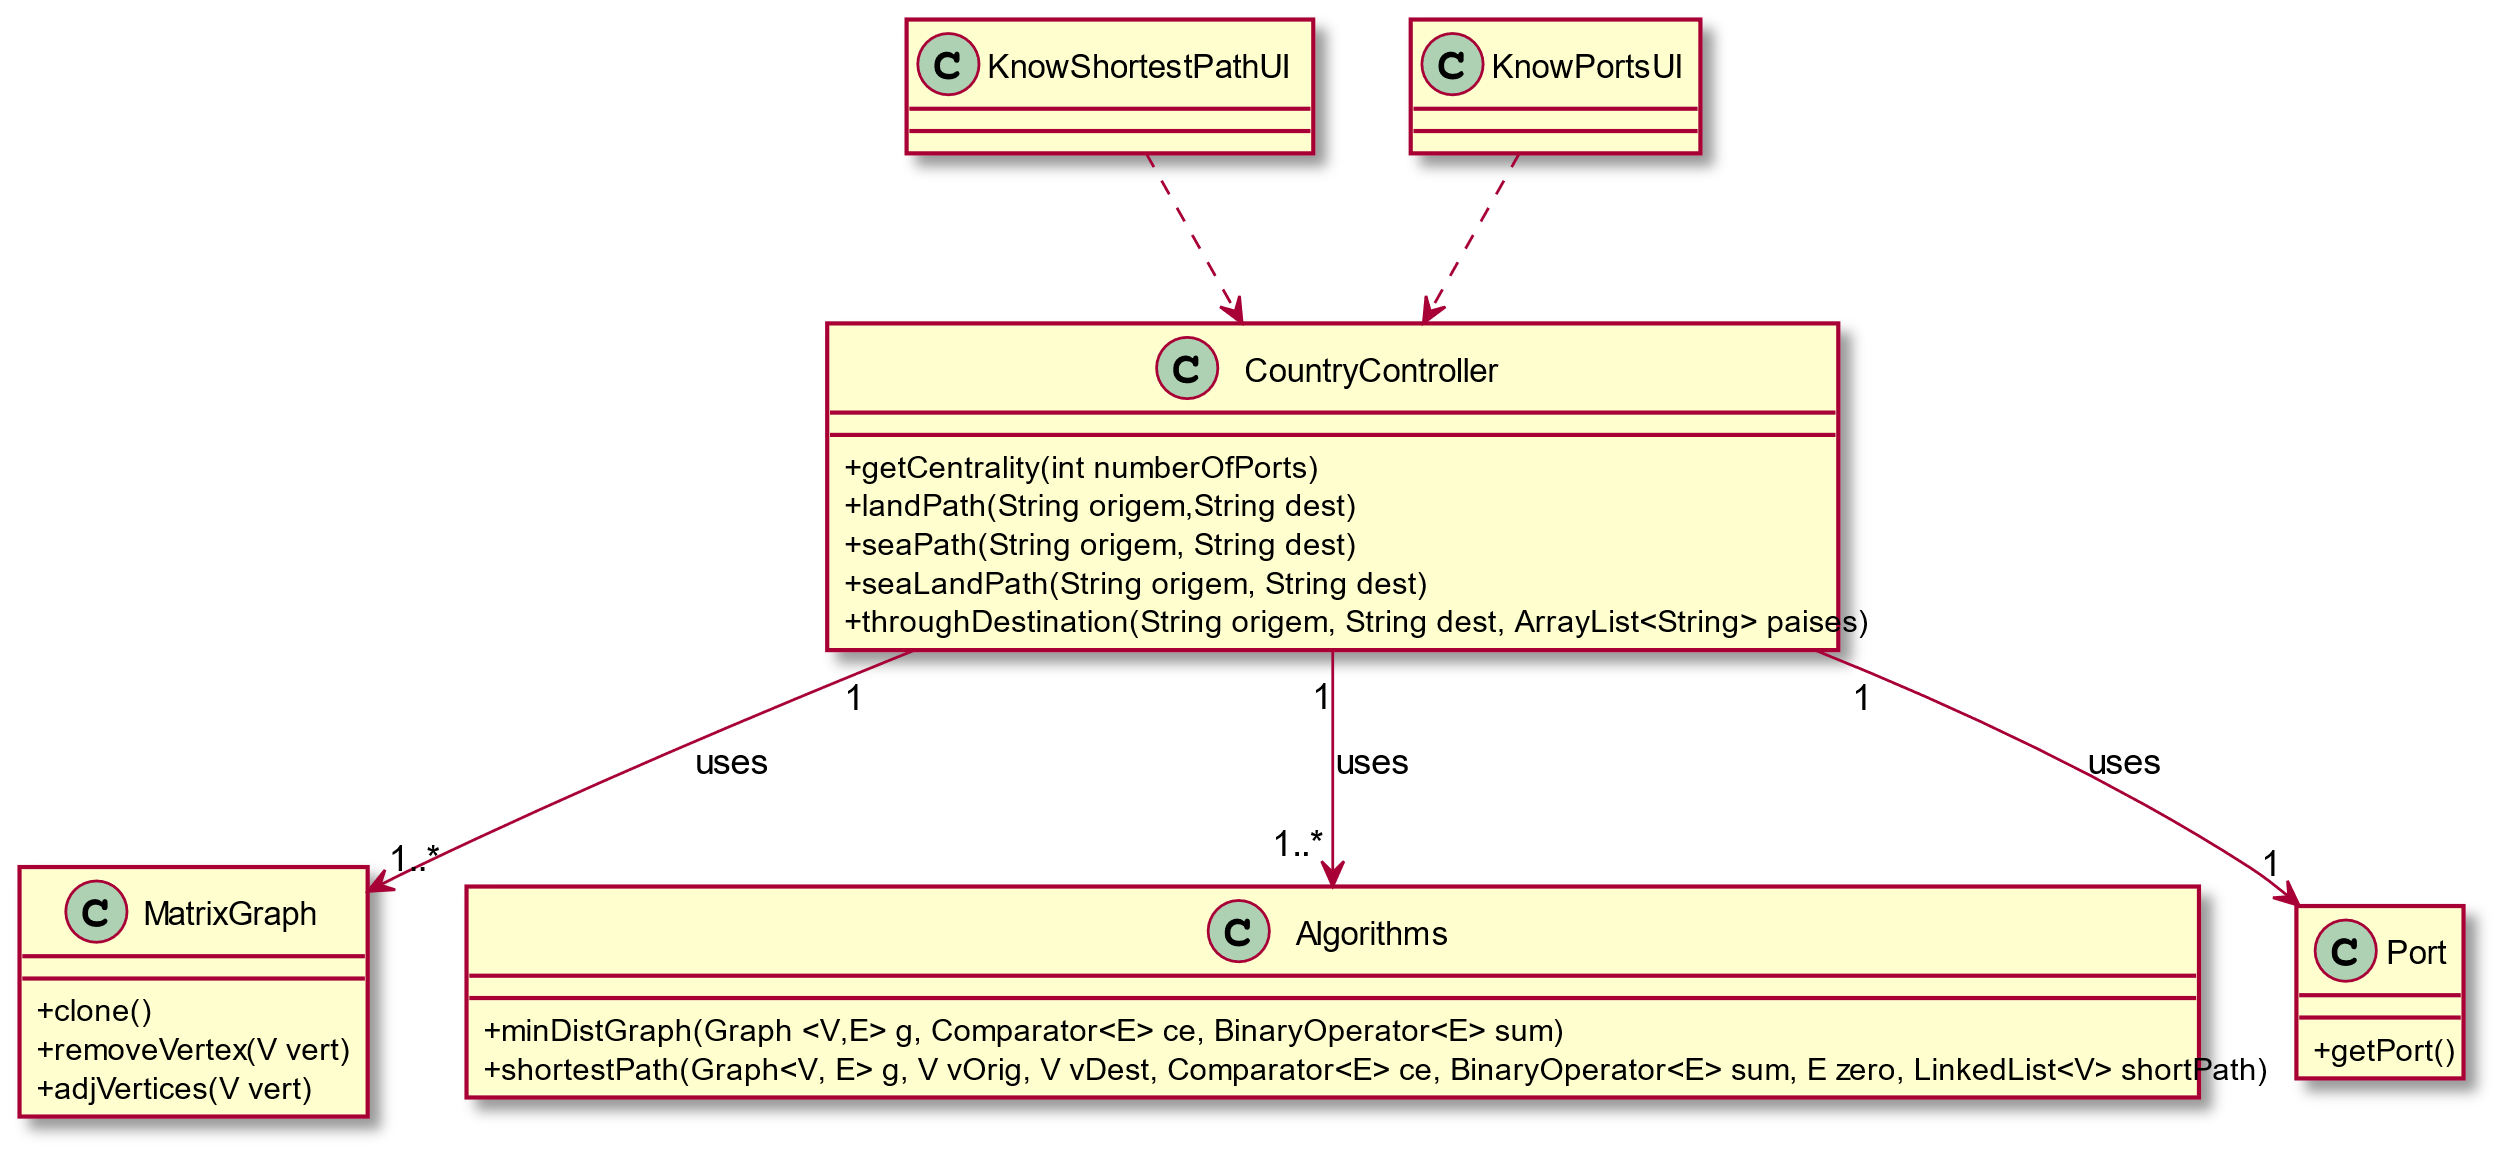 C KnowShortestPathUI
C KnowPortsUI
C CountryController
+getCentrality(int numberOfPorts)
+landPath(String origem,String dest)
+seaPath(String origem, String dest)
+seaLandPath(String origem, String dest)
+throughDestination(String origem, String dest, ArrayList<String> paises)
1
1
1
uses
uses
uses
1..*
1..*
1
C MatrixGraph
+clone()
+removeVertex(V vert)
+adjVertices(V vert)
C Algorithms
+minDistGraph(Graph <V,E> g, Comparator<E> ce, BinaryOperator<E> sum)
+shortestPath(Graph<V, E> g, V vOrig, V vDest, Comparator<E> ce, BinaryOperator<E> sum, E zero, LinkedList<V> shortPath)
C Port
+getPort()